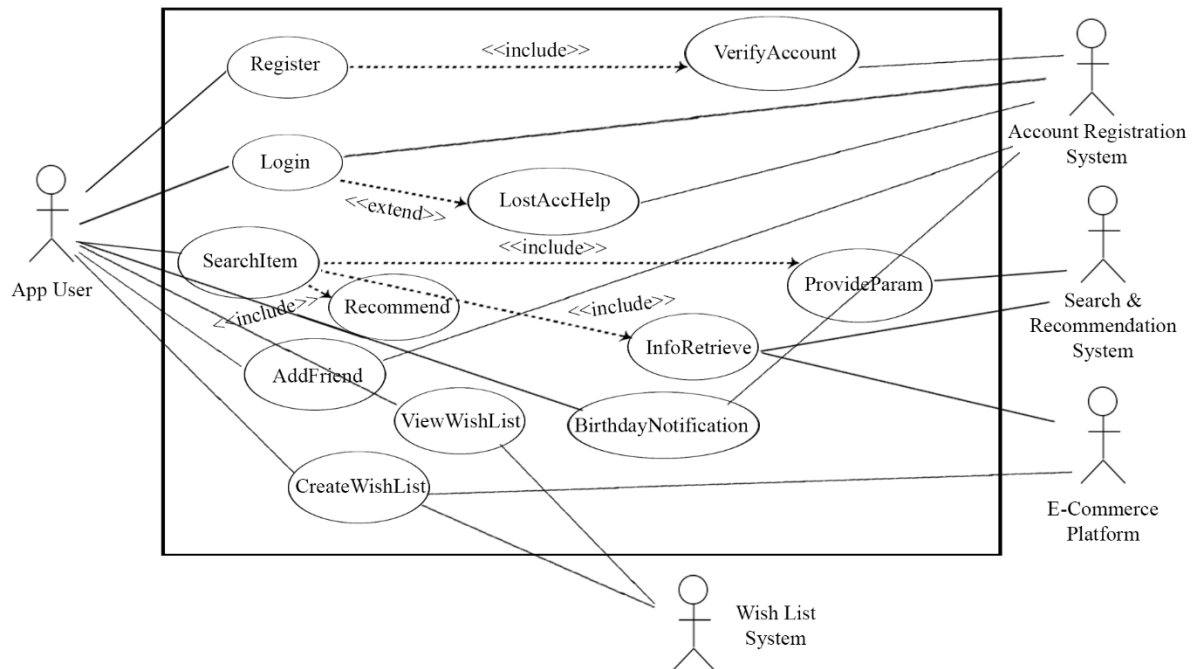 <<include>>
VerifyAccount
Register
Account Registration
System
Login
<<extend>>
LostAccHelp
<<include>>
SearchItem
ProvideParam
App User
<<include>>
Recommend
<<include>>
Search &
Recommendation
System
InfoRetrieve
AddFriend
ViewWishList
BirthdayNotification
CreateWishList
E-Commerce
Platform
Wish List
System